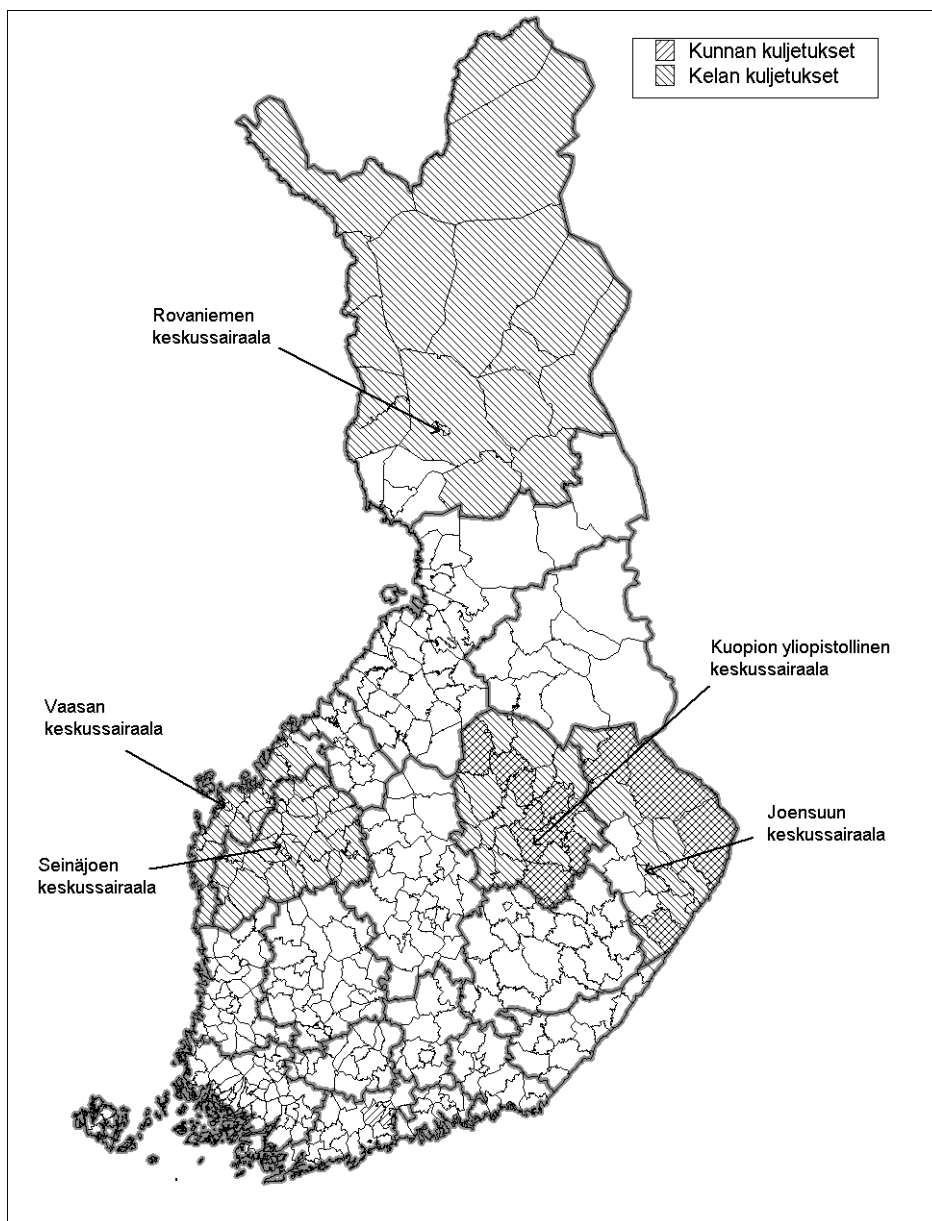 Kunnan kuljetukset
Kelan kuljetukset
Rovaniemen
keskussairaala
Kuopion yliopistollinen
keskussairaala
Vaasan
keskussairaala
Joensuun
keskussairaala
Seinäjoen
keskussairaala